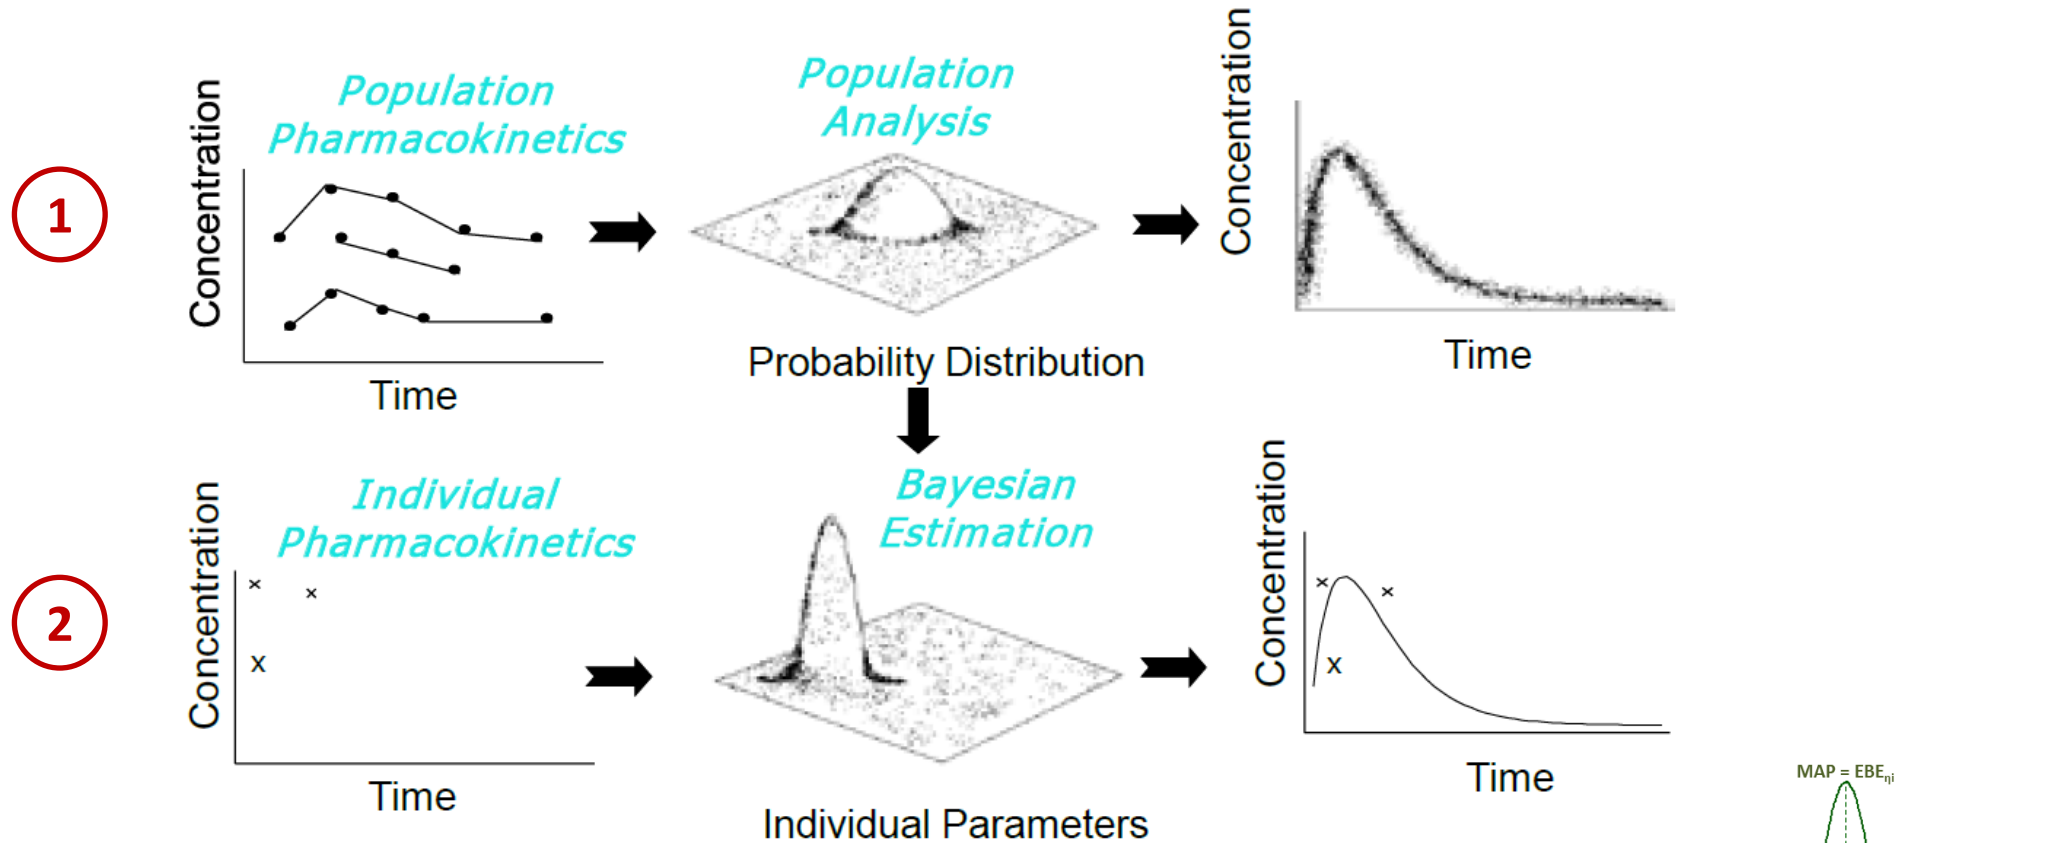 1
Concentration
Population
Pharmacokinetics
Time
Population
Analysis
Probability Distribution
Concentration
Time
2
Concentration
Individual
Pharmacokinetics
x
x
X
Time
Bayesian
Estimation
Individual Parameters
Concentration
x
x
X
Time
MAP = EBEηi